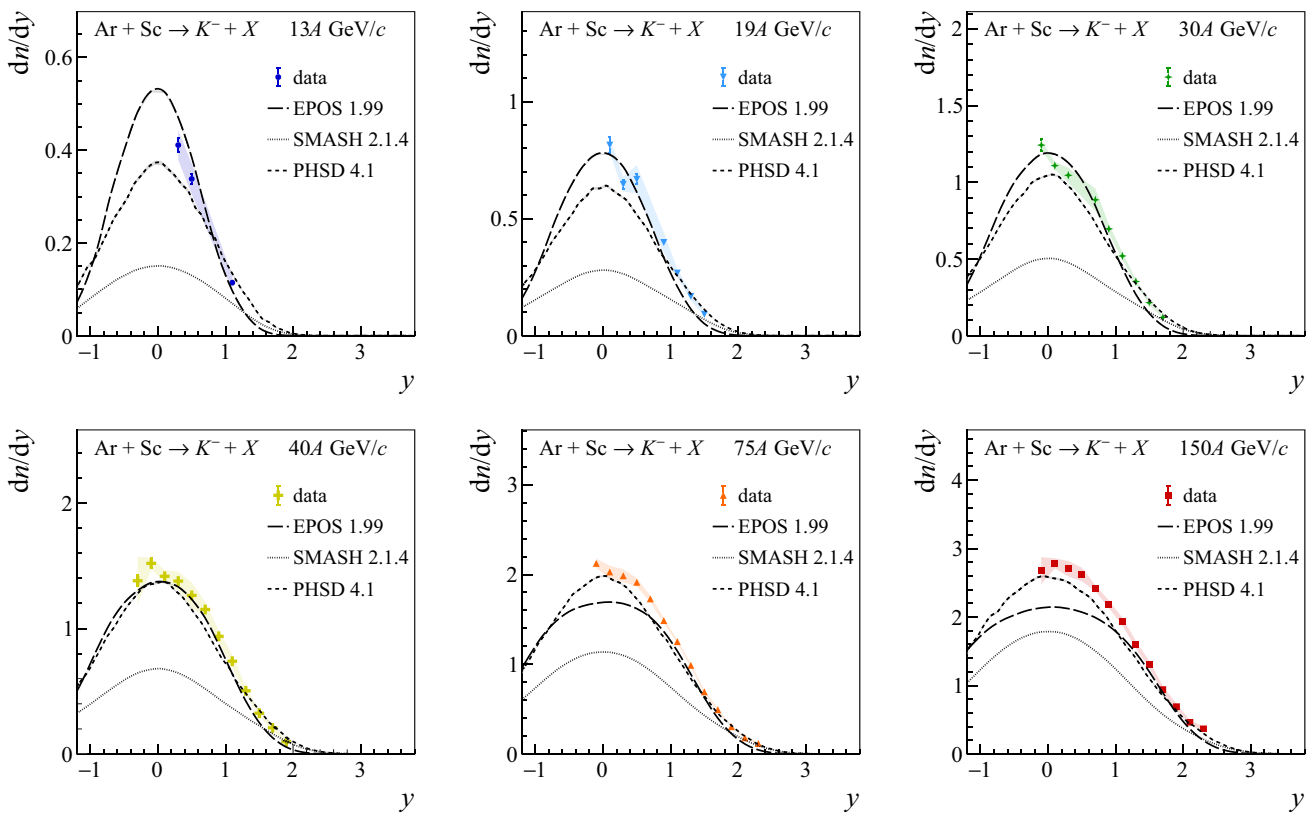 dn/dy
Ar + Sc → K⁻ + X 13A GeV/c
0.6
0.4
0.2
0
data
EPOS 1.99
SMASH 2.1.4
PHSD 4.1
−1 0 1 2 3
y
dn/dy
Ar + Sc → K⁻ + X 19A GeV/c
1
0.5
0
data
EPOS 1.99
SMASH 2.1.4
PHSD 4.1
−1 0 1 2 3
y
dn/dy
Ar + Sc → K⁻ + X 30A GeV/c
2
1.5
1
0.5
0
data
EPOS 1.99
SMASH 2.1.4
PHSD 4.1
−1 0 1 2 3
y
dn/dy
Ar + Sc → K⁻ + X 40A GeV/c
2
1
0
data
EPOS 1.99
SMASH 2.1.4
PHSD 4.1
−1 0 1 2 3
y
dn/dy
Ar + Sc → K⁻ + X 75A GeV/c
3
2
1
0
data
EPOS 1.99
SMASH 2.1.4
PHSD 4.1
−1 0 1 2 3
y
dn/dy
Ar + Sc → K⁻ + X 150A GeV/c
4
3
2
1
0
data
EPOS 1.99
SMASH 2.1.4
PHSD 4.1
−1 0 1 2 3
y